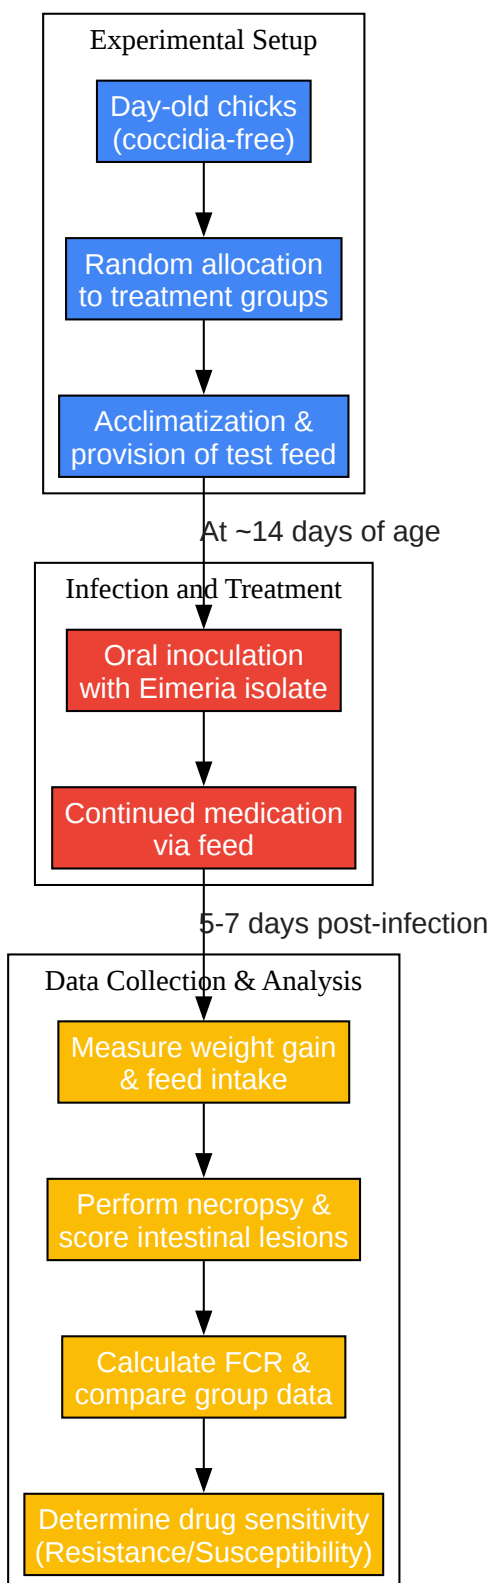 Experimental Setup
Day-old chicks
(coccidia-free)
Random allocation
to treatment groups
Acclimatization &
provision of test feed
At ~14 days of age
Infection and Treatment
Oral inoculation
with Eimeria isolate
Continued medication
via feed
5-7 days post-infection
Data Collection & Analysis
Measure weight gain
& feed intake
Perform necropsy &
score intestinal lesions
Calculate FCR &
compare group data
Determine drug sensitivity
(Resistance/Susceptibility)